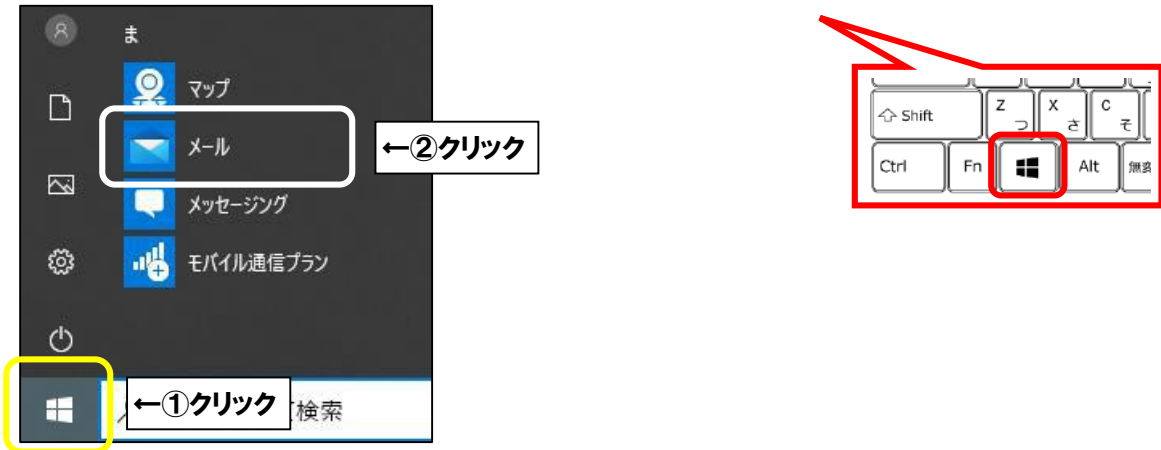 ま
マップ
メール
←②クリック
メッセージング
モバイル通信プラン
←①クリック
検索
Shift
Z
つ
X
さ
C
そ
Ctrl
Fn
Alt
無変